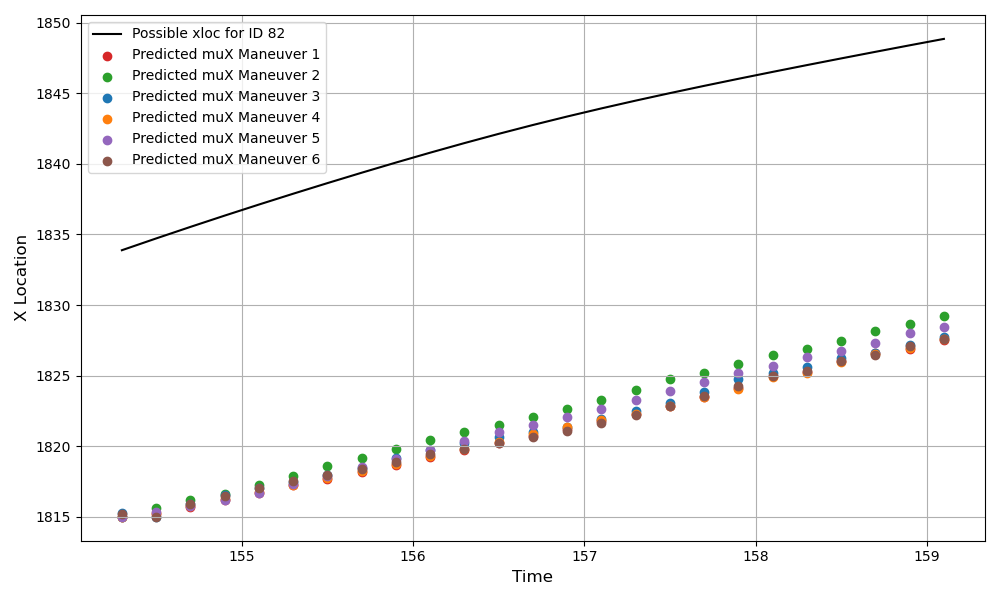 Possible xloc for ID 82
Predicted muX Maneuver 1
Predicted muX Maneuver 2
Predicted muX Maneuver 3
Predicted muX Maneuver 4
Predicted muX Maneuver 5
Predicted muX Maneuver 6
X Location
1850
1845
1840
1835
1830
1825
1820
1815
155 156 157 158 159
Time